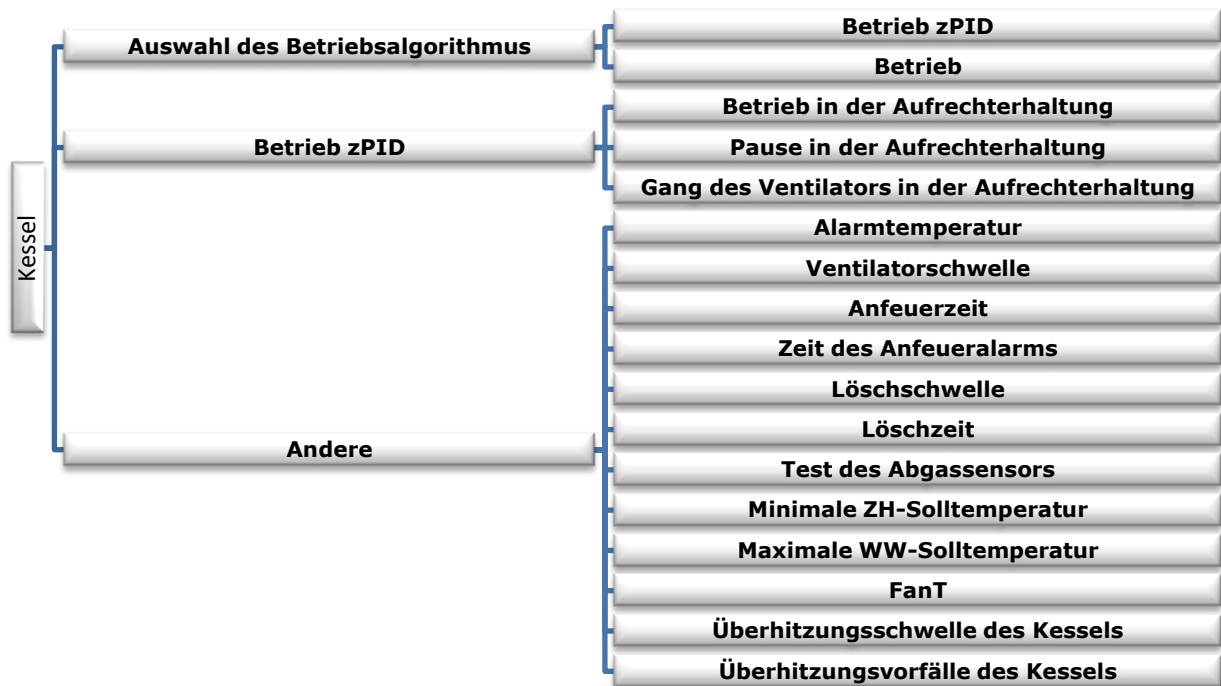 Kessel
Auswahl des Betriebsalgorithmus
Betrieb zPID
Betrieb
Betrieb zPID
Betrieb in der Aufrechterhaltung
Pause in der Aufrechterhaltung
Gang des Ventilators in der Aufrechterhaltung
Andere
Alarmtemperatur
Ventilatorschwelle
Anfeuerzeit
Zeit des Anfeueralarms
Löschschwelle
Löschzeit
Test des Abgassensors
Minimale ZH-Solltemperatur
Maximale WW-Solltemperatur
FanT
Überhitzungsschwelle des Kessels
Überhitzungsvorfälle des Kessels